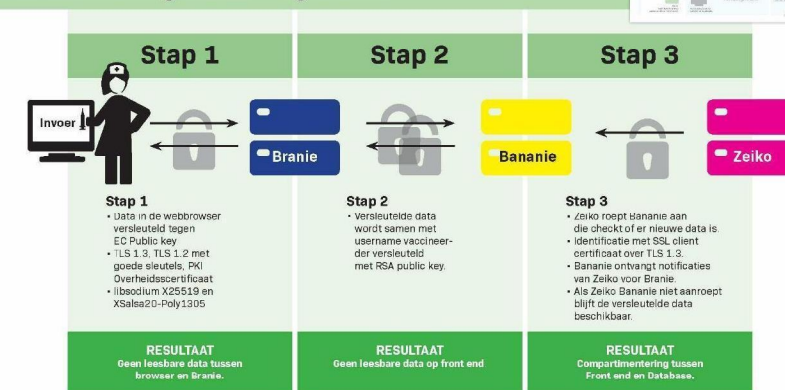 Stap 1
Stap 2
Stap 3
Invoer
Branie
Bananie
Zeiko
Stap 1
• Data in de webbrowser
versleuteld tegen
EC Public key
• TLS 1.3, TLS 1.2 met
goede sleutels, PKI
Overheidsscertificaat
• libsodium X25519 en
XSalsa20-Poly1305
Stap 2
• Versleutelde data
wordt samen met
username vaccineer-
der versleuteld
met RSA public key.
Stap 3
• Zeiko roept Bananie aan
die checkt of er nieuwe data is.
• Identificatie met SSL client
certificaat over TLS 1.3.
• Bananie ontvangt notificaties
van Zeiko voor Branie.
• Als Zeiko Bananie niet aanroept
blijft de versleutelde data
beschikbaar.
RESULTAAT
Geen leesbare data tussen
browser en Branie.
RESULTAAT
Geen leesbare data op front end
RESULTAAT
Compartimentering tussen
Front end en Database.